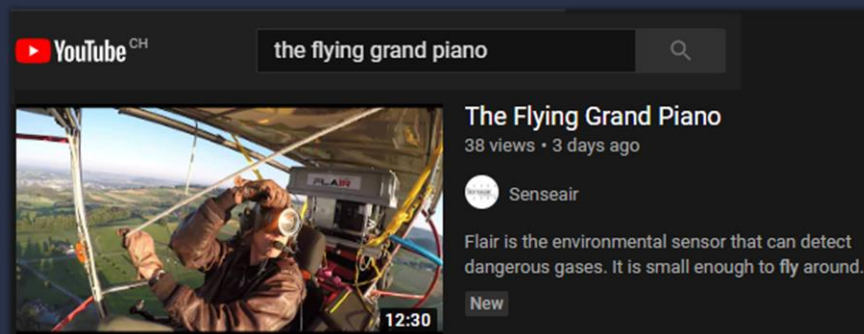 YouTube CH
the flying grand piano
The Flying Grand Piano
38 views • 3 days ago
Senseair
Flair is the environmental sensor that can detect
dangerous gases. It is small enough to fly around.
New
FLAIR
12:30